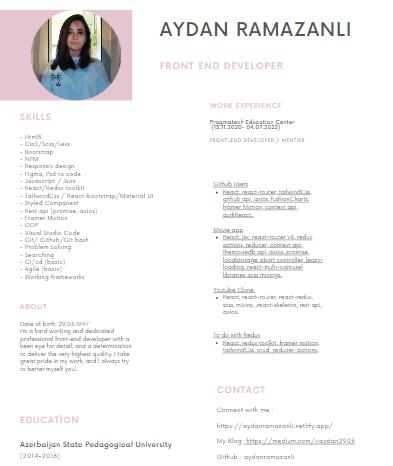 AYDAN RAMAZANLI
FRONT END DEVELOPER
SKILLS
- Html5
- Css3/Scss/Less
- Bootstrap
- NPM
- Responsiv design
- Figma, Psd to code
- Javascript / Json
- React/Redux toolkit
- TailwindCss / React-bootstrap/Material UI
- Styled Component
- Rest api (promise, axios)
- Framer Motion
- OOP
- Visual Studio Code
- Git/ Github/Git bash
- Problem Solving
- Searching
- CI/cd (basic)
- Agile (basic)
- Working frameworks
ABOUT
Date of birth: 29.03.1997
I'm a hard working and dedicated
professional front-end developer with a
keen eye for detail, and a determination
to deliver the very highest quality. I take
great pride in my work, and I always try
to better myself you!.
EDUCATİON
Azerbaijan State Pedagogical University
(2014-2018)
WORK EXPERIENCE
Pragmatech Education Center
(15.11.2020- 04.07.2022)
FRONT-END DEVELOPER / MENTOR
Github Users
• React, react-router, tailwindCss,
github api, axios, fushionCharts,
framer Motion, context api,
authReact.
Movie app
• React, jsx, react-router v6, redux
actions, reducer, context api,
themoviedb api, axios, promise,
localstorage abort controller, leazy-
loading, react-multi-carousel
libraries, scss mixings.
Youtube Clone
• React, react-router, react-redux,
scss, mixins, ,react-skeleton, rest api,
axios.
To do with Redux
• React, redux toolkit, framer motion,
tailwindCss, crud ,reducer, actions.
CONTACT
Connect with me :
https://aydanramazanli.netlify.app/
My Blog: https://medium.com/@aydan2903
Github : aydanramazanli